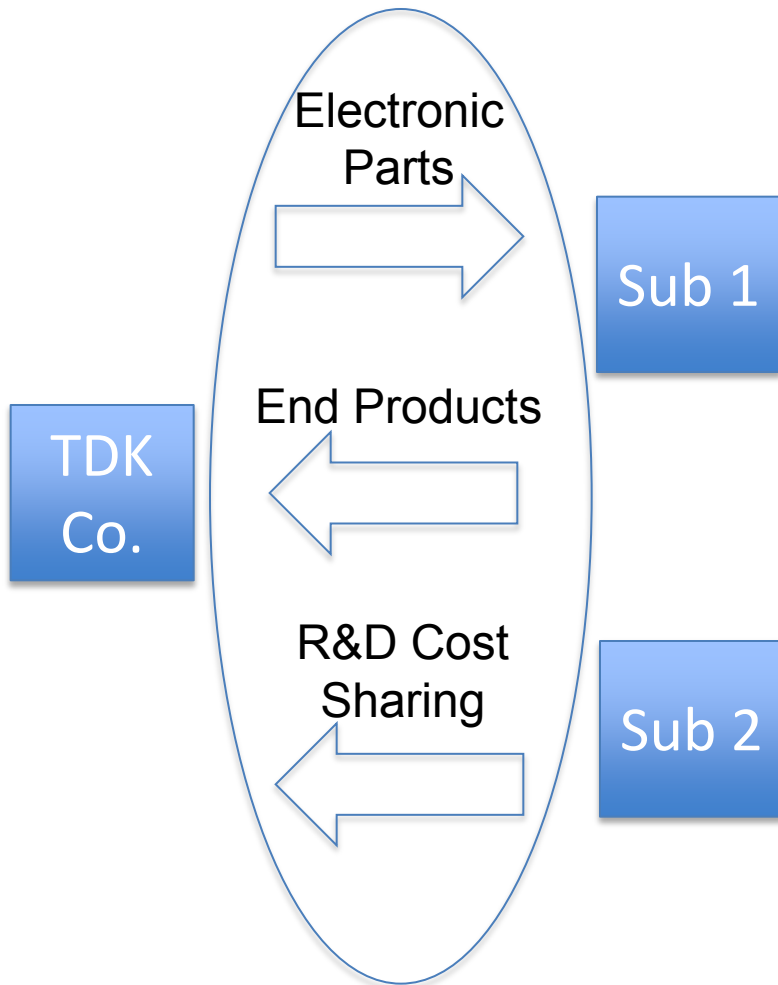 Electronic
Parts
Sub 1
End Products
TDK
Co.
R&D Cost
Sharing
Sub 2